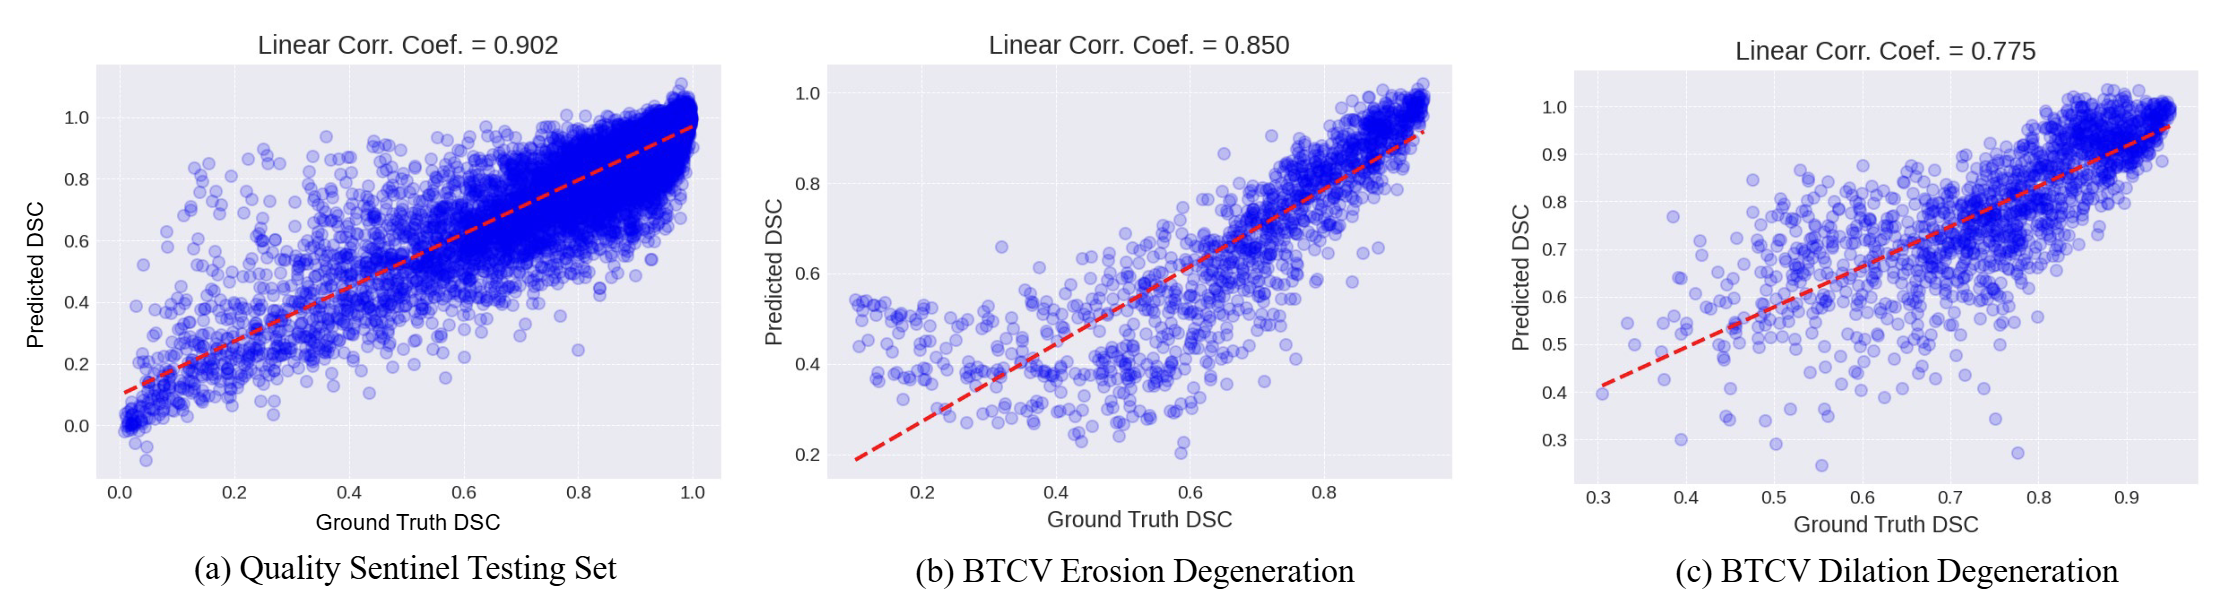 Linear Corr. Coef. = 0.902
Predicted DSC
1.0
0.8
0.6
0.4
0.2
0.0
0.0 0.2 0.4 0.6 0.8 1.0
Ground Truth DSC
(a) Quality Sentinel Testing Set
Linear Corr. Coef. = 0.850
Predicted DSC
1.0
0.8
0.6
0.4
0.2
0.2 0.4 0.6 0.8
Ground Truth DSC
(b) BTCV Erosion Degeneration
Linear Corr. Coef. = 0.775
Predicted DSC
1.0
0.9
0.8
0.7
0.6
0.5
0.4
0.3
0.3 0.4 0.5 0.6 0.7 0.8 0.9
Ground Truth DSC
(c) BTCV Dilation Degeneration